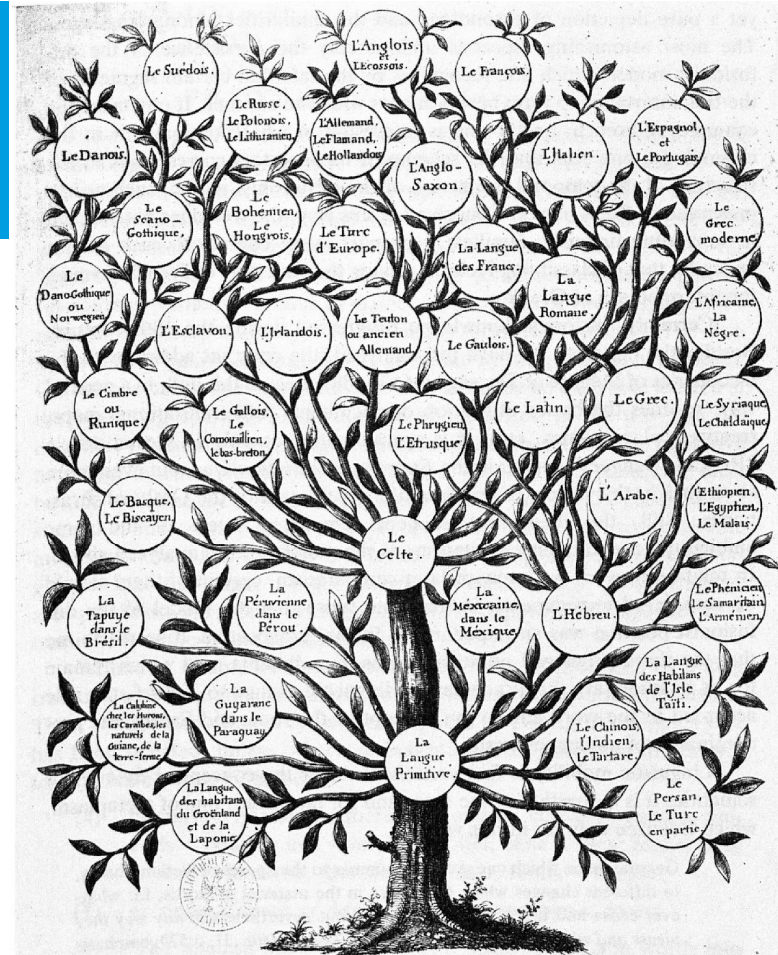 L'Anglois
et
L'Ecossois.
Le Suédois.
Le François.
Le Russe,
Le Polonois,
Le Lithuanien.
L'Allemand,
Le Flamand,
Le Hollandois.
L'Espagnol,
et
Le Portugais.
Le Danois.
L'Italien.
L'Anglo-
Saxon.
Le
Scano-
Gothique.
Le
Bohémien,
Le
Hongrois.
Le Turc
d'Europe.
Le
Grec
moderne.
La Langue
des Francs.
Le
Dano-Gothique
ou
Norwegien.
La
Langue
Romane.
L'Africaine,
La
Négre.
L'Esclavon.
L'Irlandois.
Le Teuton
ou ancien
Allemand.
Le Gaulois.
Le Cimbre
ou
Runique.
Le Gallois,
Le
Cornouaillien,
le bas-breton.
Le Phrygien
L'Etrusque.
Le Latin.
Le Grec.
Le Syriaque
Le Chaldaïque.
Le Basque,
Le Biscayen.
L'Arabe.
l'Ethiopien,
L'Egyptien,
Le Malais.
Le
Celte.
La
Tapuye
dans le
Brésil.
La
Péruvienne
dans le
Pérou.
La
Méxicaine,
dans le
Méxique.
L'Hébreu.
Le Phénicien
Le Samaritain
L'Arménien.
La Langue
des Habitans
de l'Isle
Taïti.
La
Guyarane
dans le
Paraguay.
La Calybine
chez les Hurons,
les Caraïbes, les
naturels de la
Guiane, de la
terre-ferme.
Le Chinois,
l'Indien,
Le Tartare.
La
Langue
Primitive.
La Langue
des habitans
du Groënland
et de la
Laponie.
Le
Persan,
Le Turc
en partie.